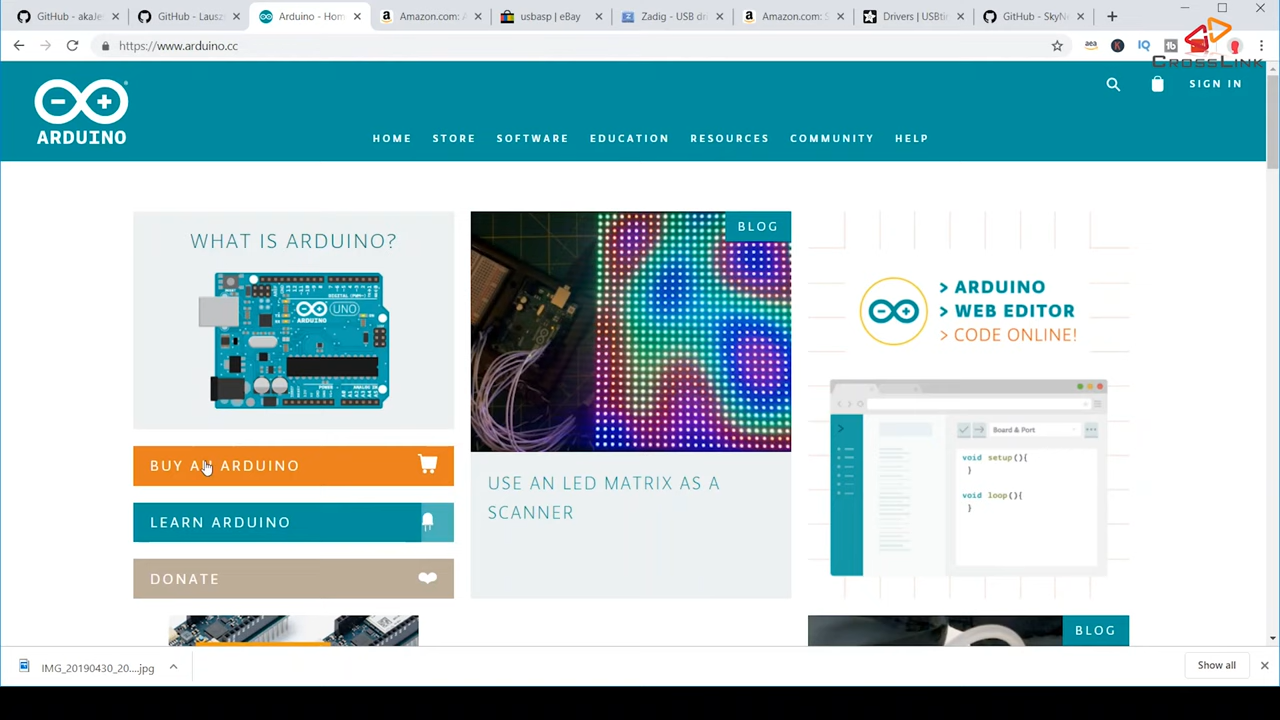 GitHub - akaJe
GitHub - Lausz
Arduino - Hom
Amazon.com: A
usbasp | eBay
Zadig - USB dr
Amazon.com: S
Drivers | USBtin
GitHub - SkyNe
https://www.arduino.cc
CROSSLINK
ARDUINO
SIGN IN
HOME STORE SOFTWARE EDUCATION RESOURCES COMMUNITY HELP
WHAT IS ARDUINO?
UNO
BUY AN ARDUINO
LEARN ARDUINO
DONATE
BLOG
USE AN LED MATRIX AS A
SCANNER
> ARDUINO
> WEB EDITOR
> CODE ONLINE!
Board & Port
void setup(){
}
void loop(){
}
BLOG
IMG_20190430_20....jpg
Show all